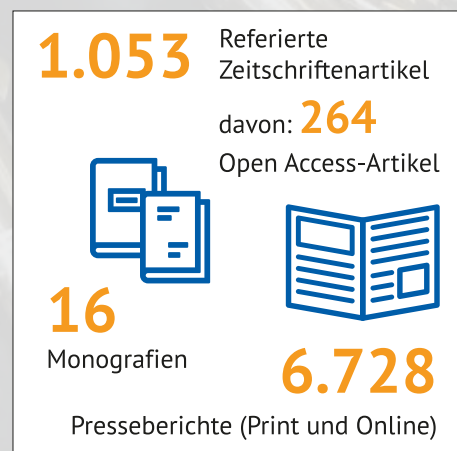 1.053
Referierte
Zeitschriftenartikel
davon: 264
Open Access-Artikel
16
Monografien
6.728
Presseberichte (Print und Online)